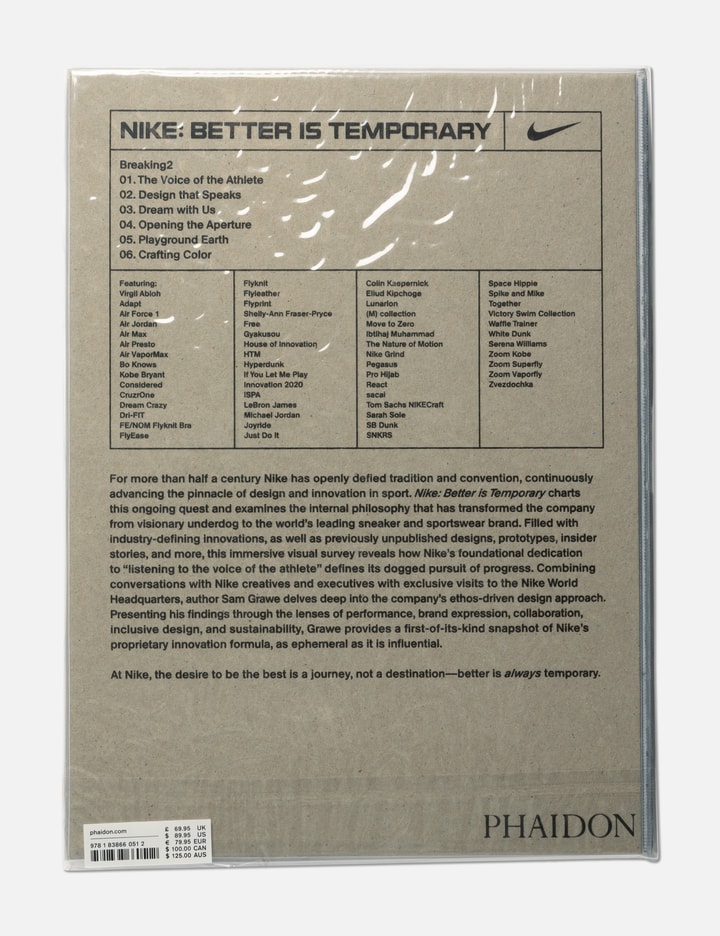 NIKE: BETTER IS TEMPORARY
Breaking2
01. The Voice of the Athlete
02. Design that Speaks
03. Dream with Us
04. Opening the Aperture
05. Playground Earth
06. Crafting Color
Featuring:
Virgil Abloh
Adapt
Air Force 1
Air Jordan
Air Max
Air Presto
Air VaporMax
Bo Knows
Kobe Bryant
Considered
CruzrOne
Dream Crazy
Dri-FIT
FE/NOM Flyknit Bra
FlyEase
Flyknit
Flyleather
Flyprint
Shelly-Ann Fraser-Pryce
Free
Gyakusou
House of Innovation
HTM
Hyperdunk
If You Let Me Play
Innovation 2020
ISPA
LeBron James
Michael Jordan
Joyride
Just Do It
Colin Kaepernick
Eliud Kipchoge
Lunarlon
(M) collection
Move to Zero
Ibtihaj Muhammad
The Nature of Motion
Nike Grind
Pegasus
Pro Hijab
React
sacai
Tom Sachs NIKECraft
Sarah Sole
SB Dunk
SNKRS
Space Hippie
Spike and Mike
Together
Victory Swim Collection
Waffle Trainer
White Dunk
Serena Williams
Zoom Kobe
Zoom Superfly
Zoom Vaporfly
Zvezdochka
For more than half a century Nike has openly defied tradition and convention, continuously
advancing the pinnacle of design and innovation in sport. Nike: Better is Temporary charts
this ongoing quest and examines the internal philosophy that has transformed the company
from visionary underdog to the world's leading sneaker and sportswear brand. Filled with
industry-defining innovations, as well as previously unpublished designs, prototypes, insider
stories, and more, this immersive visual survey reveals how Nike's foundational dedication
to “listening to the voice of the athlete” defines its dogged pursuit of progress. Combining
conversations with Nike creatives and executives with exclusive visits to the Nike World
Headquarters, author Sam Grawe delves deep into the company's ethos-driven design approach.
Presenting his findings through the lenses of performance, brand expression, collaboration,
inclusive design, and sustainability, Grawe provides a first-of-its-kind snapshot of Nike's
proprietary innovation formula, as ephemeral as it is influential.
At Nike, the desire to be the best is a journey, not a destination—better is always temporary.
phaidon.com
978 1 83866 051 2
£ 69.95 UK
$ 89.95 US
€ 79.95 EUR
$ 100.00 CAN
$ 125.00 AUS
PHAIDON